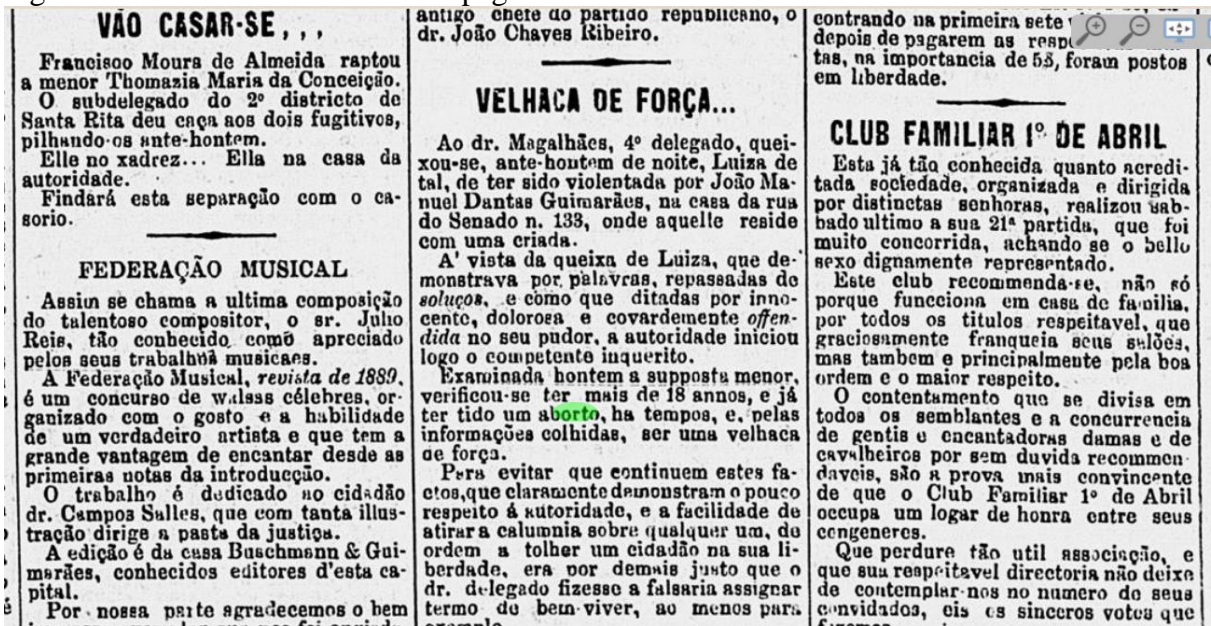 VÃO CASAR-SE,,,
Francisco Moura de Almeida raptou
a menor Thomazia Maria da Conceição.
O subdelegado do 2º districto de
Santa Rita deu caça aos dois fugitivos,
pilhando-os ante-hontem.
Elle no xadrez... Ella na casa da
autoridade.
Findará esta separação com o ca-
sorio.
FEDERAÇÃO MUSICAL
Assim se chama a ultima composição
do talentoso compositor, o sr. Julio
Reis, tão conhecido como apreciado
pelos seus trabalhos musicaes.
A Federação Musical, revista de 1889,
é um concurso de walsas célebres, or-
ganizado com o gosto e a habilidade
de um verdadeiro artista e que tem a
grande vantagem de encantar desde as
primeiras notas da introducção.
O trabalho é dedicado ao cidadão
dr. Campos Salles, que com tanta illus-
tração dirige a pasta da justiça.
A edição é da casa Buschmann & Gui-
marães, conhecidos editores d'esta ca-
pital.
Por nossa parte agradecemos o bem
antigo chefe do partido republicano, o
dr. João Chaves Ribeiro.
VELHACA DE FORÇA...
Ao dr. Magalhães, 4º delegado, quei-
xou-se, ante-hontem de noite, Luiza de
tal, de ter sido violentada por João Ma-
nuel Dantas Guimarães, na casa da rua
do Senado n. 133, onde aquelle reside
com uma criada.
A' vista da queixa de Luiza, que de-
monstrava por palavras, repassadas de
soluços, e como que ditadas por inno-
cente, dolorosa e covardemente offen-
dida no seu pudor, a autoridade iniciou
logo o competente inquerito.
Examinada hontem a supposta menor,
verificou-se ter mais de 18 annos, e já
ter tido um aborto, ha tempos, e, pelas
informações colhidas, ser uma velhaca
de força.
Para evitar que continuem estes fa-
ctos, que claramente demonstram o pouco
respeito á autoridade, e a facilidade de
atirar a calumnia sobre qualquer um, de
ordem a tolher um cidadão na sua li-
berdade, era por demais justo que o
dr. delegado fizesse a falsaria assignar
termo de bem-viver, ao menos para
exemplo.
contrando na primeira sete
depois de pagarem as
tas, na importancia de 5$, foram postos
em liberdade.
CLUB FAMILIAR 1º DE ABRIL
Esta já tão conhecida quanto acredi-
tada sociedade, organizada e dirigida
por distinctas senhoras, realizou sab-
bado ultimo a sua 21ª partida, que foi
muito concorrida, achando se o bello
sexo dignamente representado.
Este club recommenda-se, não só
porque funcciona em casa de familia,
por todos os titulos respeitavel, que
graciosamente franqueia seus salões,
mas tambem e principalmente pela boa
ordem e o maior respeito.
O contentamento que se divisa em
todos os semblantes e a concurrencia
de gentis e encantadoras damas e de
cavalheiros por sem duvida recommen-
daveis, são a prova mais convincente
de que o Club Familiar 1º de Abril
occupa um logar de honra entre seus
congeneres.
Que perdure tão util associação, e
que sua respeitavel directoria não deixe
de contemplar-nos no numero de seus
convidados, eis os sinceros votos que